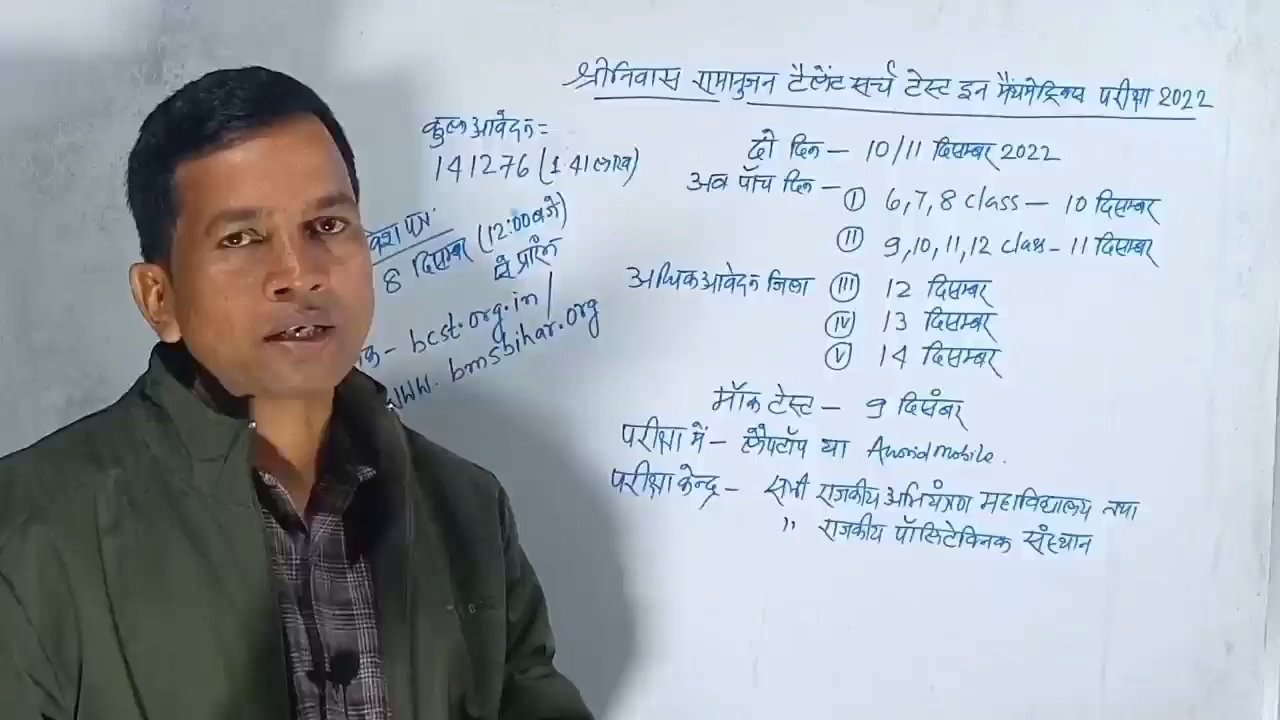 श्रीनिवास रामानुजन टैलेंट सर्च टेस्ट इन मैथमेट्रिक्स परीक्षा 2022
कुल आवेदन =
141276 (1.41 लाख)
वेश पत्र
8 दिसम्बर (12:00 बजे)
से प्रारंभ
क - bcst.org.in |
www.bmsbihar.org
दो दिन - 10/11 दिसम्बर 2022
अब पाँच दिन - I 6,7,8 class - 10 दिसम्बर
II 9,10,11,12 class - 11 दिसम्बर
अधिक आवेदन जिला III 12 दिसम्बर
IV 13 दिसम्बर
V 14 दिसम्बर
मॉक टेस्ट - 9 दिसंबर
परीक्षा में - लैपटॉप या mobile.
परीक्षा केन्द्र - सभी राजकीय अभियंत्रण महाविद्यालय तथा
" राजकीय पॉलिटेक्निक संस्थान